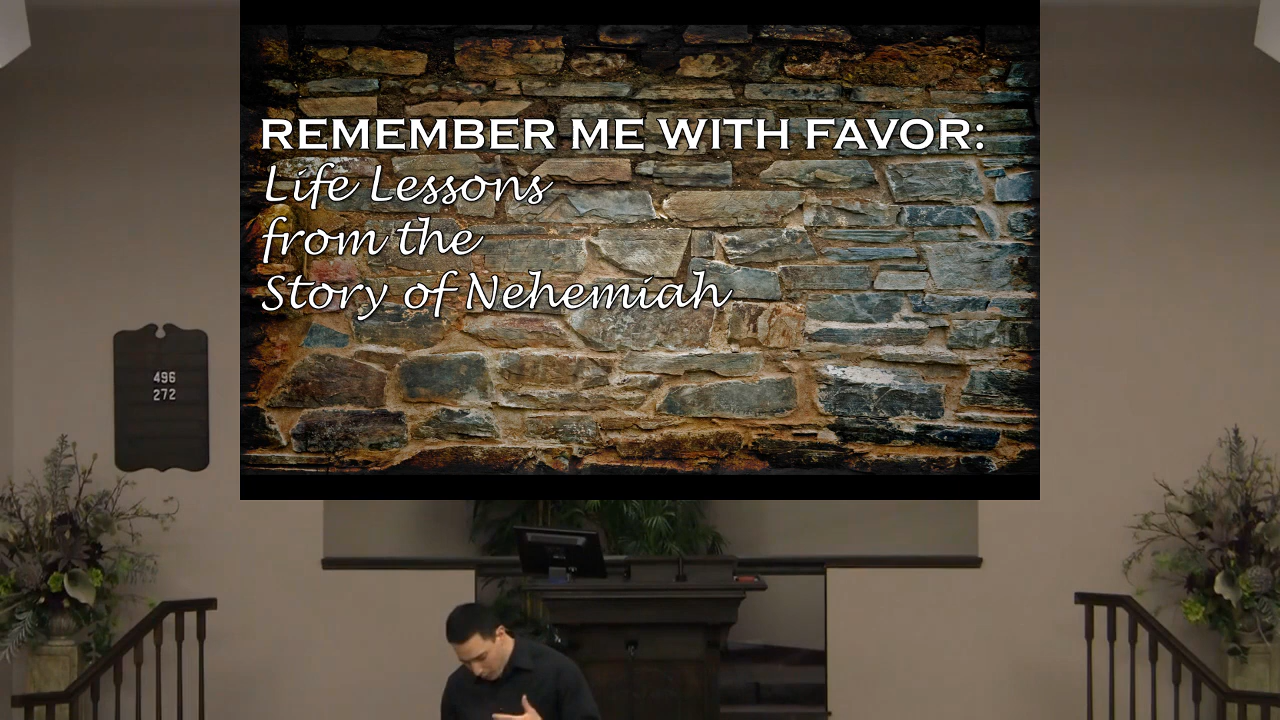 REMEMBER ME WITH FAVOR:
Life Lessons
from the
Story of Nehemiah
496
272